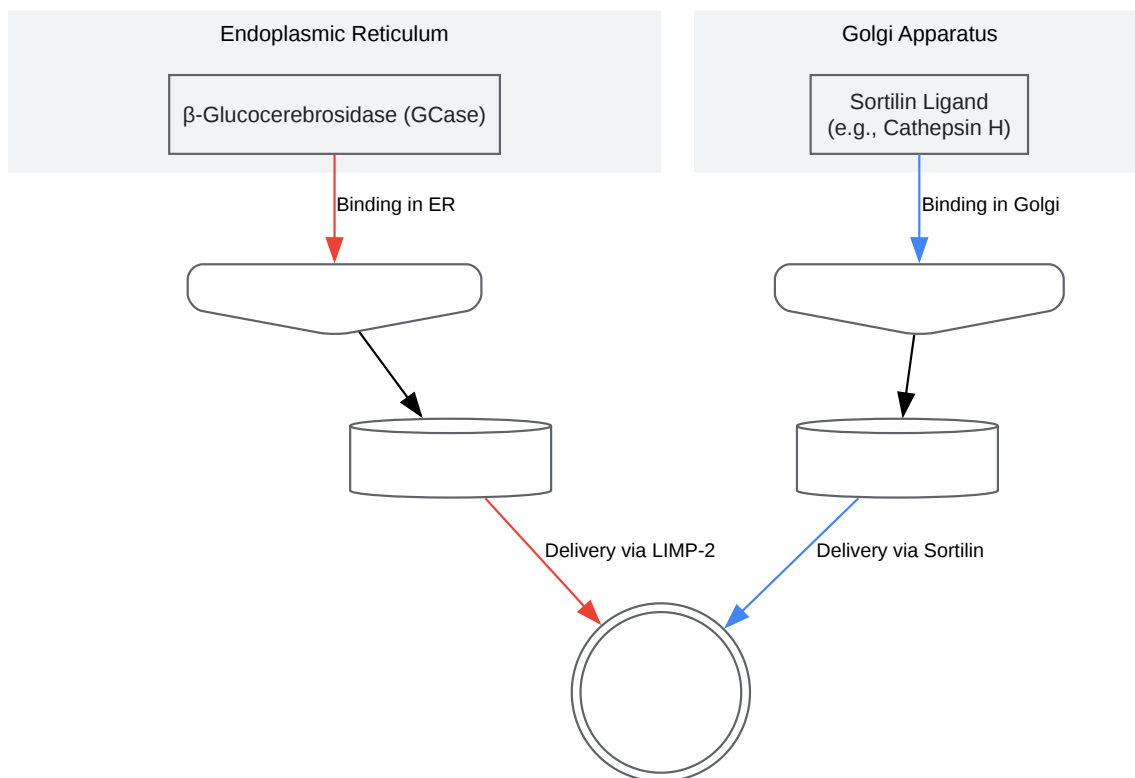 Endoplasmic Reticulum
Golgi Apparatus
β-Glucocerebrosidase (GCase)
Sortilin Ligand
(e.g., Cathepsin H)
Binding in ER
Binding in Golgi
Delivery via LIMP-2
Delivery via Sortilin